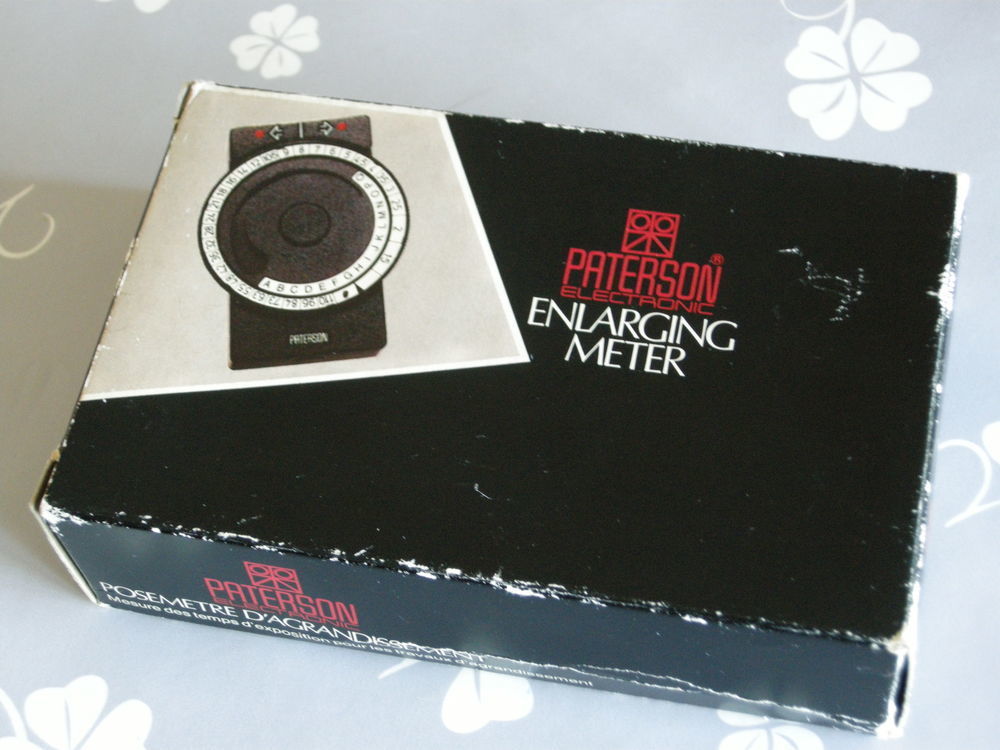 PATERSON
PATERSON®
ELECTRONIC
ENLARGING
METER
A B C D E F G H I J K L M N O P Q
PATERSON
ELECTRONIC
POSEMETRE D'AGRANDISSEMENT
Mesure des temps d'exposition pour les travaux d'agrandissement